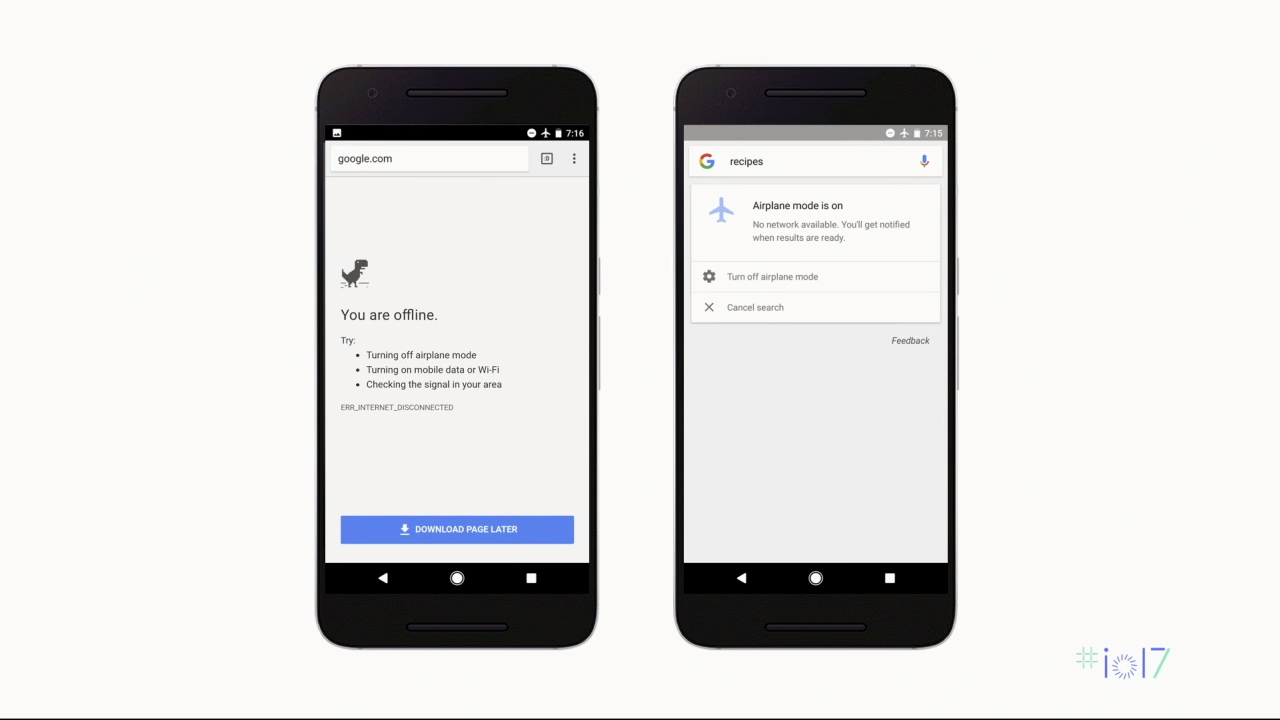 7:16
google.com
You are offline.
Try:
Turning off airplane mode
Turning on mobile data or Wi-Fi
Checking the signal in your area
ERR_INTERNET_DISCONNECTED
DOWNLOAD PAGE LATER
7:15
G recipes
Airplane mode is on
No network available. You'll get notified
when results are ready.
Turn off airplane mode
Cancel search
Feedback
#io17